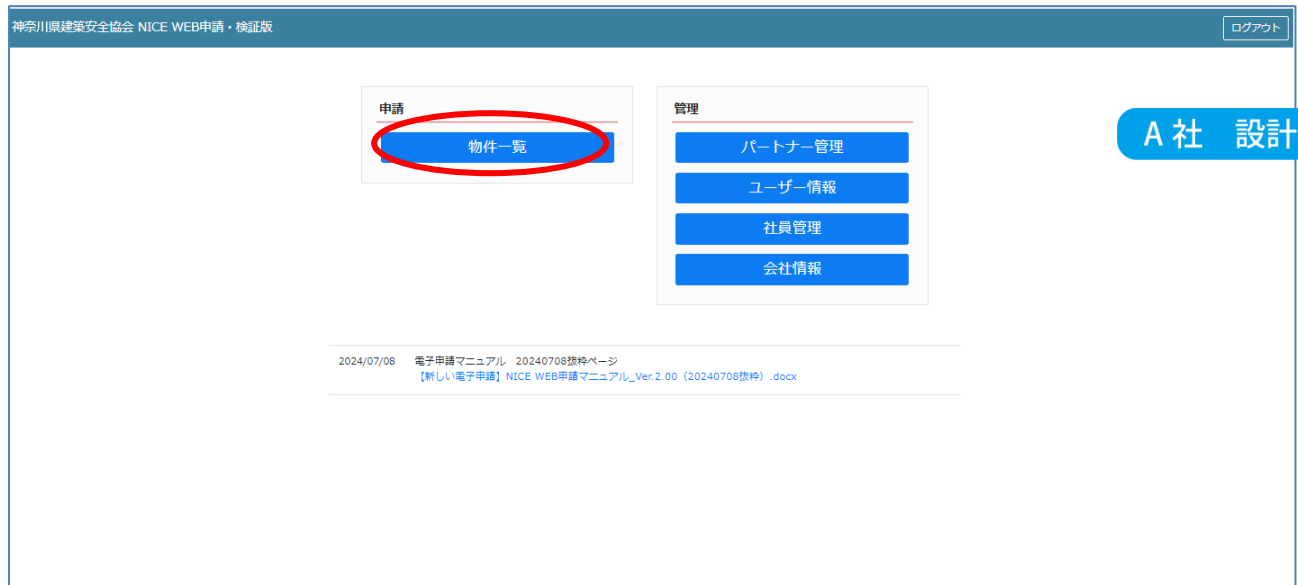 神奈川県建築安全協会 NICE WEB申請・検証版
ログアウト
申請
物件一覧
管理
パートナー管理
ユーザー情報
社員管理
会社情報
A社 設計
2024/07/08 電子申請マニュアル 20240708抜粋ページ
【新しい電子申請】NICE WEB申請マニュアル_Ver.2.00（20240708抜粋）.docx